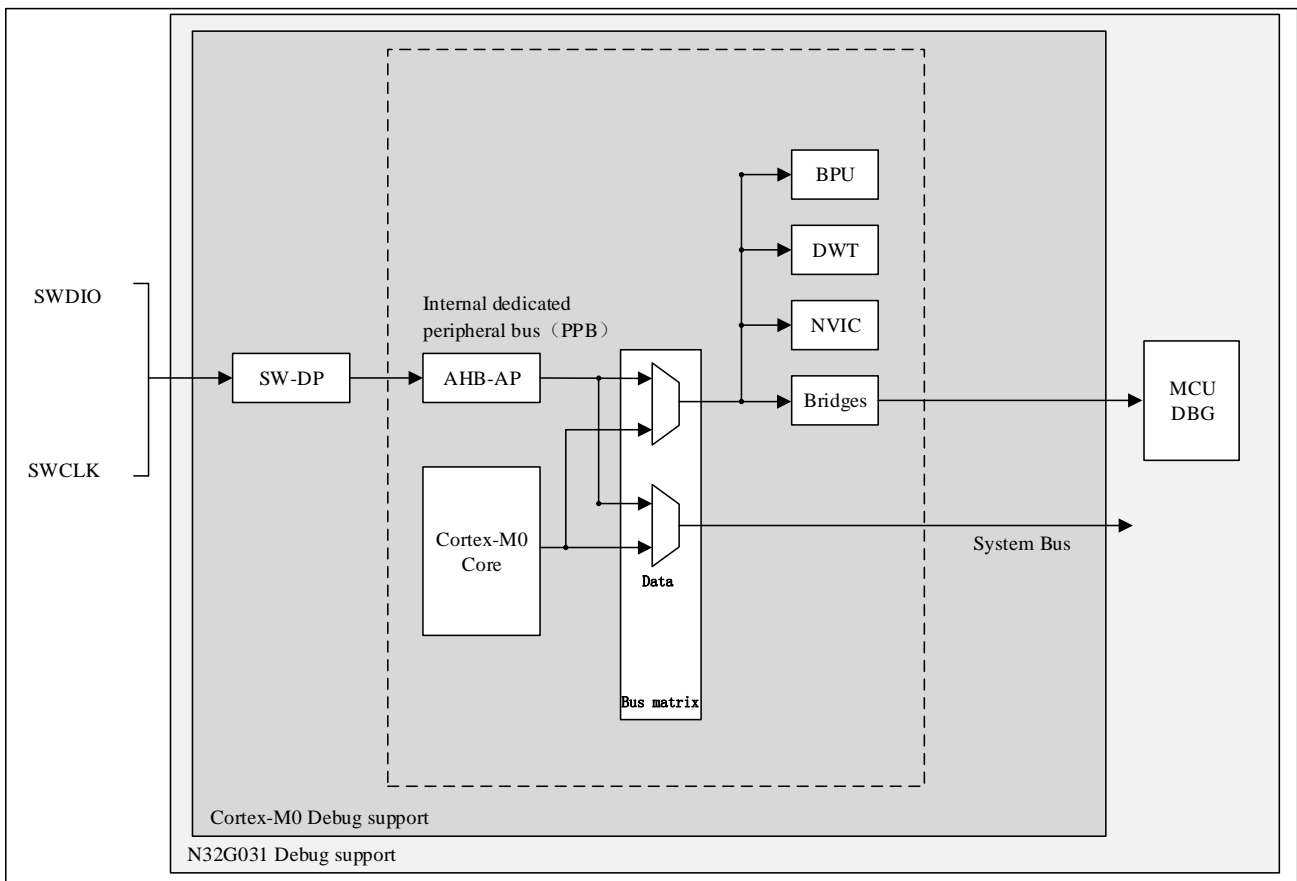 BPU
DWT
SWDIO
Internal dedicated
peripheral bus（PPB）
NVIC
SW-DP
AHB-AP
Bridges
MCU
DBG
SWCLK
Cortex-M0
Core
System Bus
Data
Bus matrix
Cortex-M0 Debug support
N32G031 Debug support